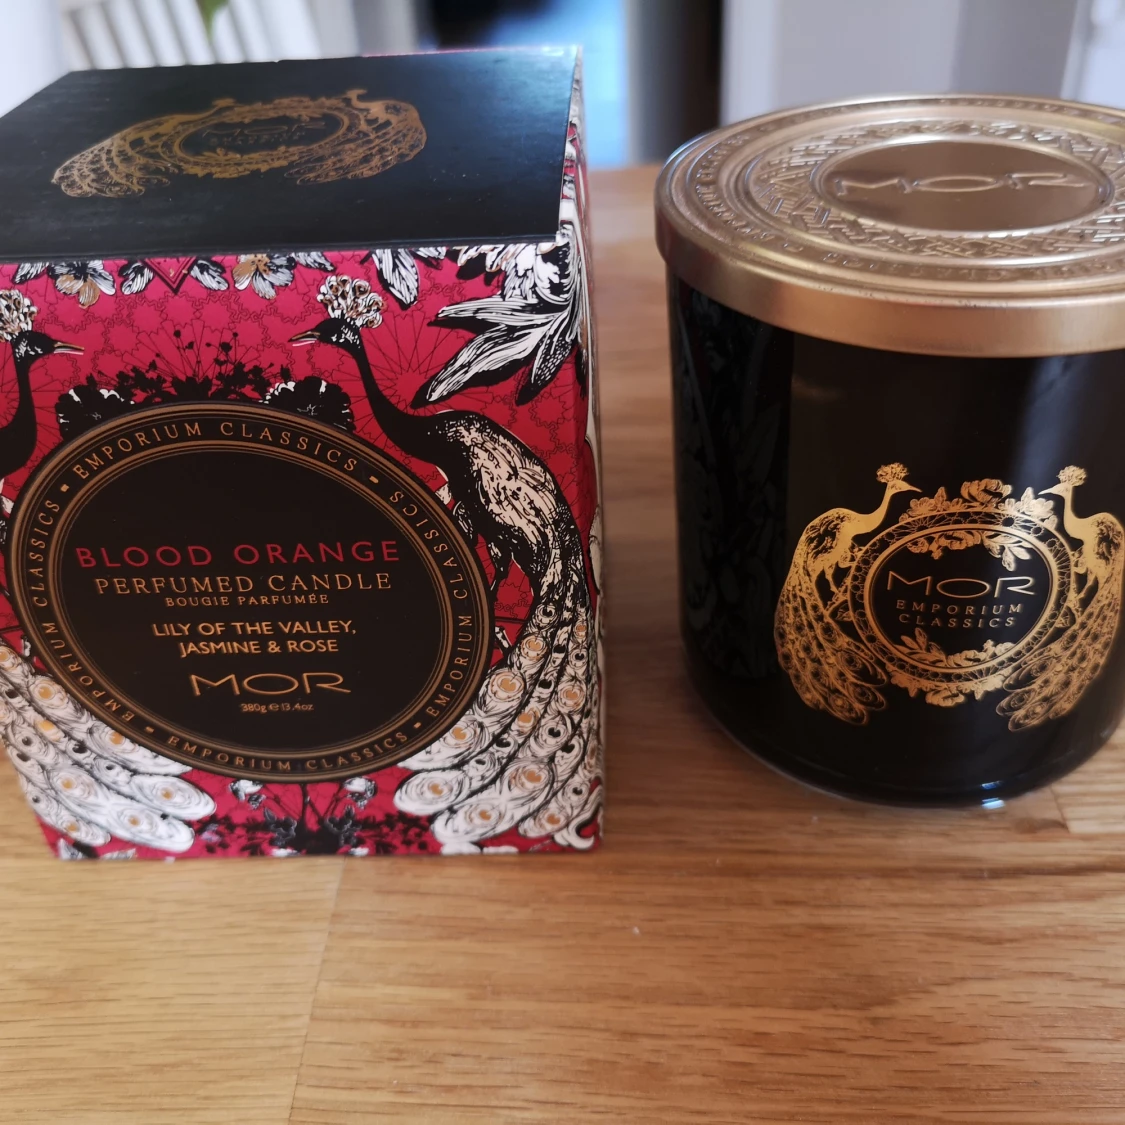 MOR
EMPORIUM CLASSICS
EMPORIUM CLASSICS
EMPORIUM CLASSICS
EMPORIUM CLASSICS
BLOOD ORANGE
PERFUMED CANDLE
BOUGIE PARFUMÉE
LILY OF THE VALLEY,
JASMINE & ROSE
MOR
380g e 13.4oz
MOR
MOR
EMPORIUM
CLASSICS